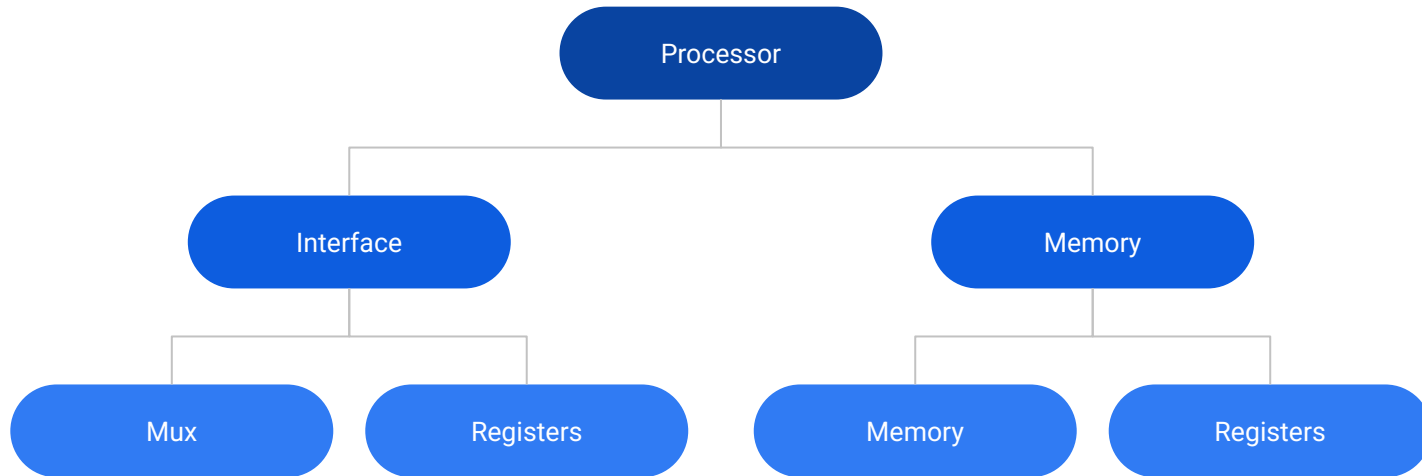 Processor
Interface
Memory
Mux
Registers
Memory
Registers